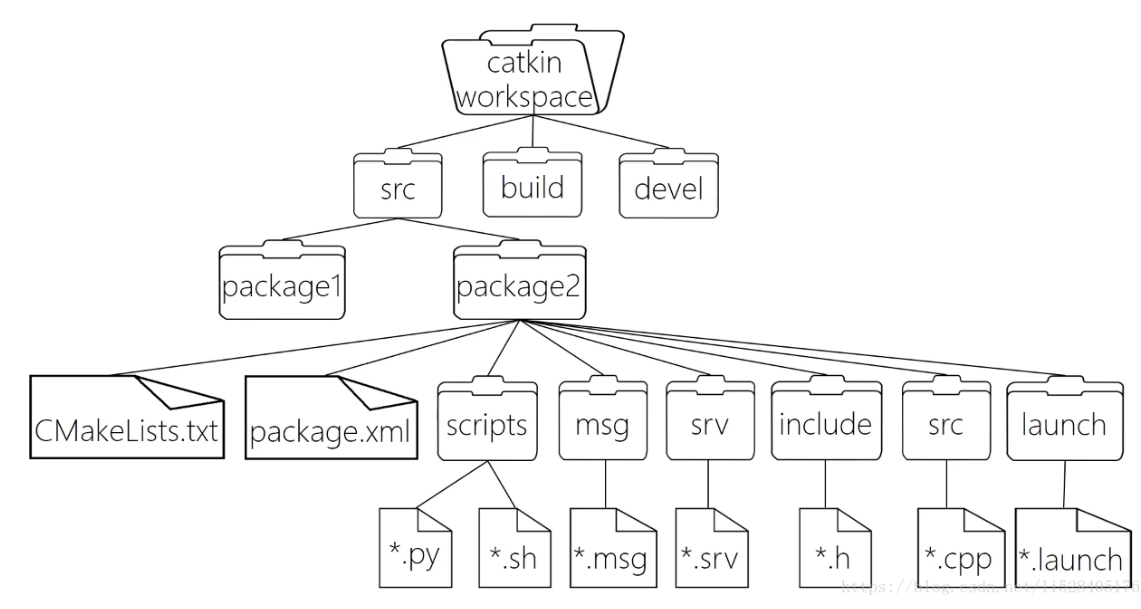 catkin
workspace
src
build
devel
package1
package2
CMakeLists.txt
package.xml
scripts
msg
srv
include
src
launch
*.py
*.sh
*.msg
*.srv
*.h
*.cpp
*.launch
https://blog.csdn.net/li528405176